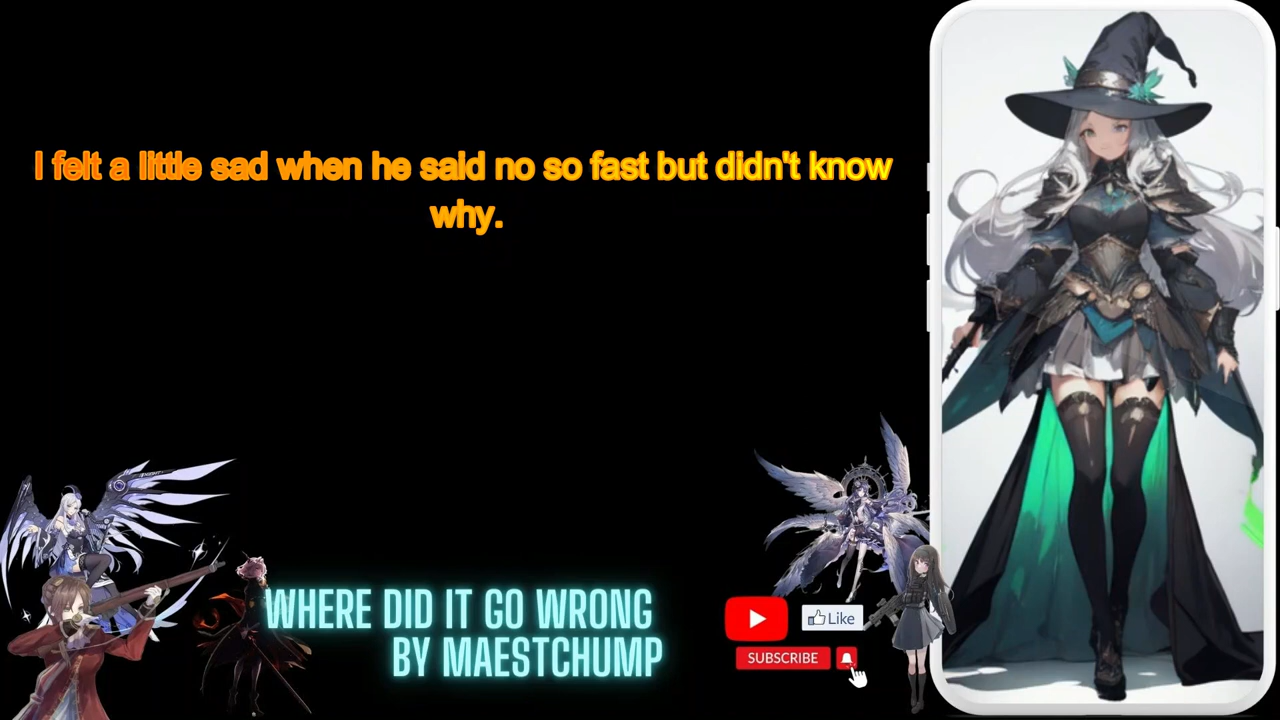 I felt a little sad when he said no so fast but didn't know
why.
WHERE DID IT GO WRONG
BY MAESTCHUMP
Like
SUBSCRIBE